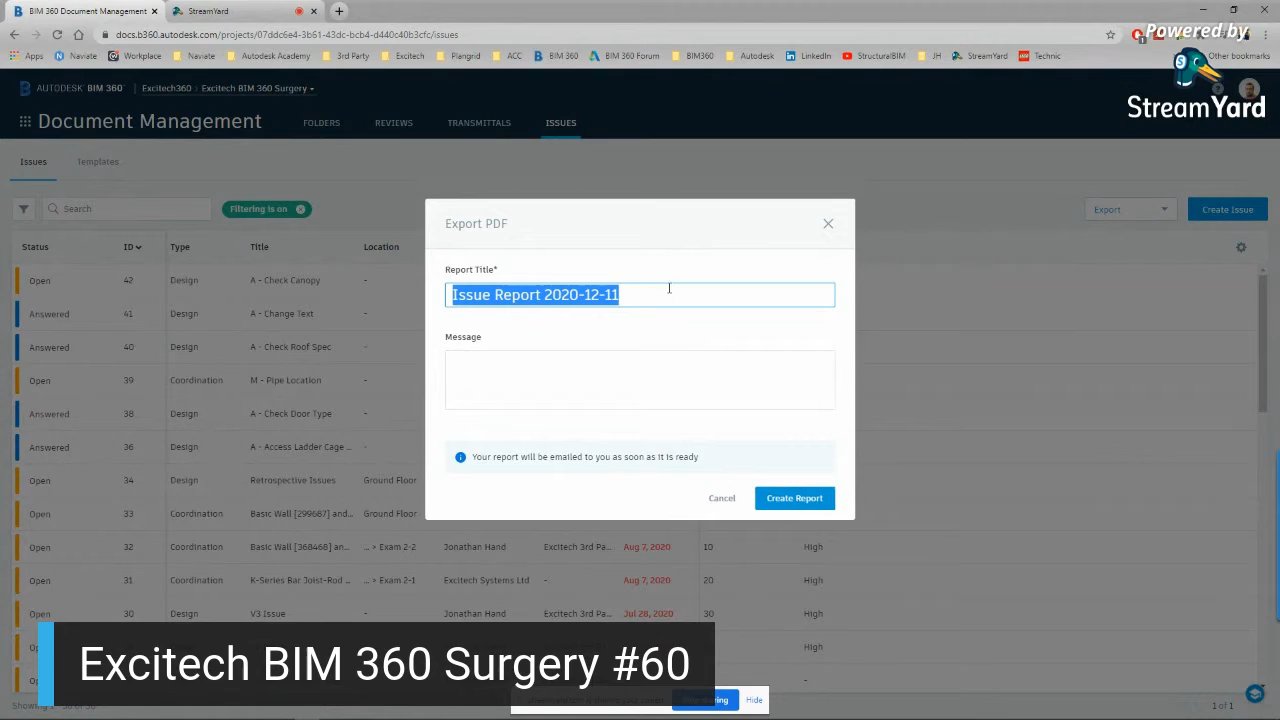 BIM 360 Document Management
StreamYard
docs.b360.autodesk.com/projects/07ddc6e4-3b61-43dc-bcb4-d440c40b3cfc/issues
Powered by
Apps
Naviate
Workplace
Naviate
Autodesk
3rd Party
Excitech
Plangrid
ACC
BIM 360
BIM 360 Forum
BIM360
Autodesk
LinkedIn
StructuralBIM
JH
StreamYard
Technic
Other bookmarks
StreamYard
AUTODESK BIM 360
Excitech360 > Excitech BIM 360 Surgery
Document Management
FOLDERS
REVIEWS
TRANSMITTALS
ISSUES
Issues
Templates
Search
Filtering is on
Export
Create Issue
Status ID Type Title Location
Open 42 Design A - Check Canopy -
Answered 41 Design A - Change Text -
Answered 40 Design A - Check Roof Spec -
Open 39 Coordination M - Pipe Location -
Answered 38 Design A - Check Door Type -
Answered 36 Design A - Access Ladder Cage ... -
Open 34 Design Retrospective Issues Ground Floor
Open 33 Coordination Basic Wall [299687] and... Ground Floor
Open 32 Coordination Basic Wall [368468] and... ... > Exam 2-2 Jonathan Hand Excitech 3rd Pa... Aug 7, 2020 10 High
Open 31 Coordination K-Series Bar Joist-Rod ... ... > Exam 2-1 Excitech Systems Ltd - Aug 7, 2020 20 High
Open 30 Design V3 Issue - Jonathan Hand Excitech 3rd Pa... Jul 28, 2020 30 High
High
-
Export PDF
Report Title*
Issue Report 2020-12-11
Message
Your report will be emailed to you as soon as it is ready
Cancel
Create Report
Excitech BIM 360 Surgery #60
Hide
1 of 1